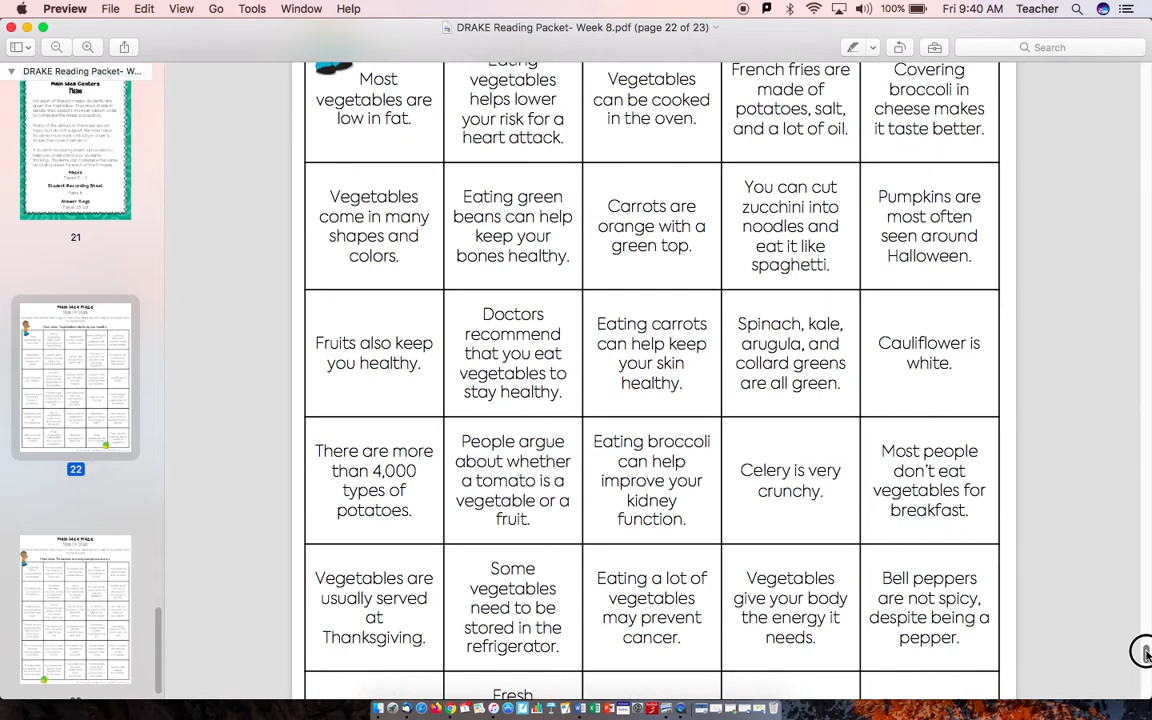 Preview File Edit View Go Tools Window Help
100% Fri 9:40 AM Teacher
DRAKE Reading Packet- Week 8.pdf (page 22 of 23)
Search
DRAKE Reading Packet- W...
Main Idea Centers
Maze
21
22
Most
vegetables are
low in fat.
Eating
vegetables
helps lower
your risk for a
heart attack.
Vegetables
can be cooked
in the oven.
French fries are
made of
potatoes, salt,
and a lot of oil.
Covering
broccoli in
cheese makes
it taste better.
Vegetables
come in many
shapes and
colors.
Eating green
beans can help
keep your
bones healthy.
Carrots are
orange with a
green top.
You can cut
zucchini into
noodles and
eat it like
spaghetti.
Pumpkins are
most often
seen around
Halloween.
Fruits also keep
you healthy.
Doctors
recommend
that you eat
vegetables to
stay healthy.
Eating carrots
can help keep
your skin
healthy.
Spinach, kale,
arugula, and
collard greens
are all green.
Cauliflower is
white.
There are more
than 4,000
types of
potatoes.
People argue
about whether
a tomato is a
vegetable or a
fruit.
Eating broccoli
can help
improve your
kidney
function.
Celery is very
crunchy.
Most people
don't eat
vegetables for
breakfast.
Vegetables are
usually served
at
Thanksgiving.
Some
vegetables
need to be
stored in the
refrigerator.
Eating a lot of
vegetables
may prevent
cancer.
Vegetables
give your body
the energy it
needs.
Bell peppers
are not spicy,
despite being a
pepper.
Fresh